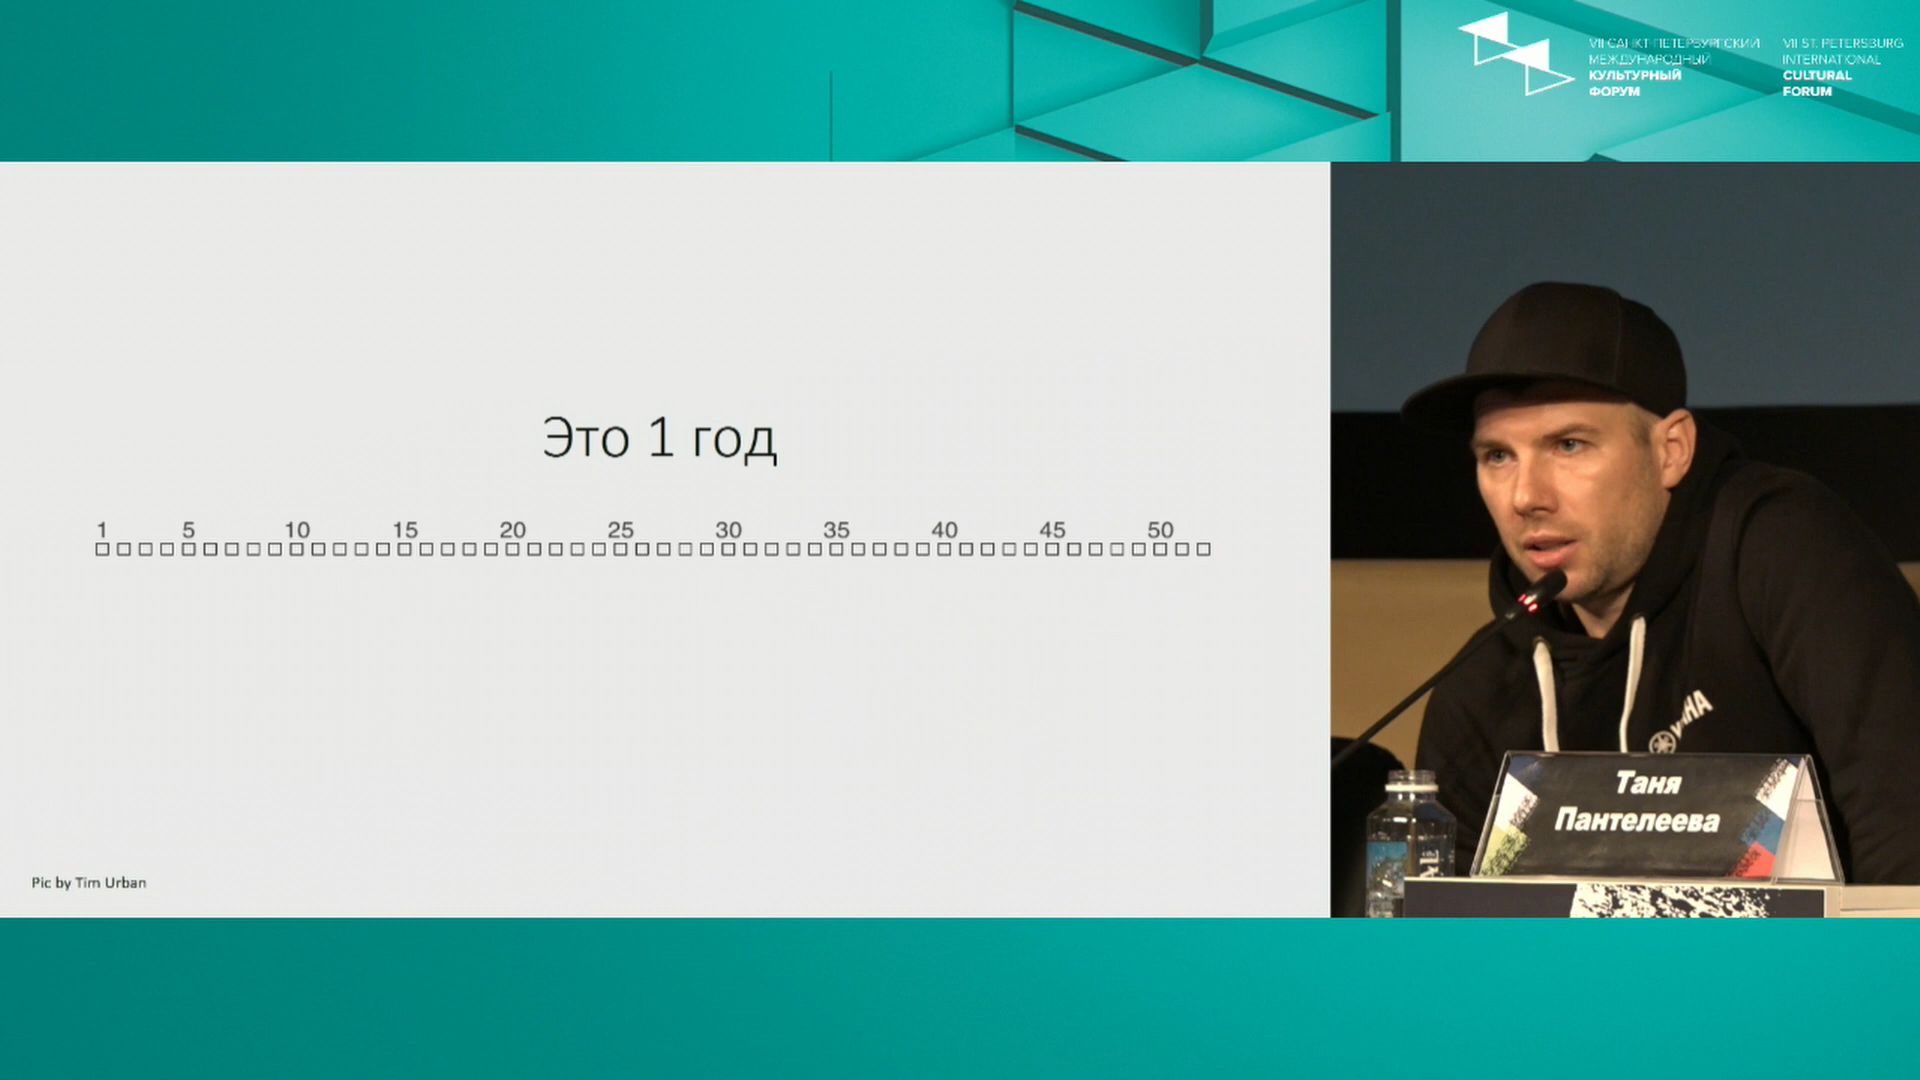 VII САНКТ-ПЕТЕРБУРГСКИЙ
МЕЖДУНАРОДНЫЙ
КУЛЬТУРНЫЙ
ФОРУМ
VII ST. PETERSBURG
INTERNATIONAL
CULTURAL
FORUM
Это 1 год
1 5 10 15 20 25 30 35 40 45 50
Pic by Tim Urban
Таня
Пантелеева